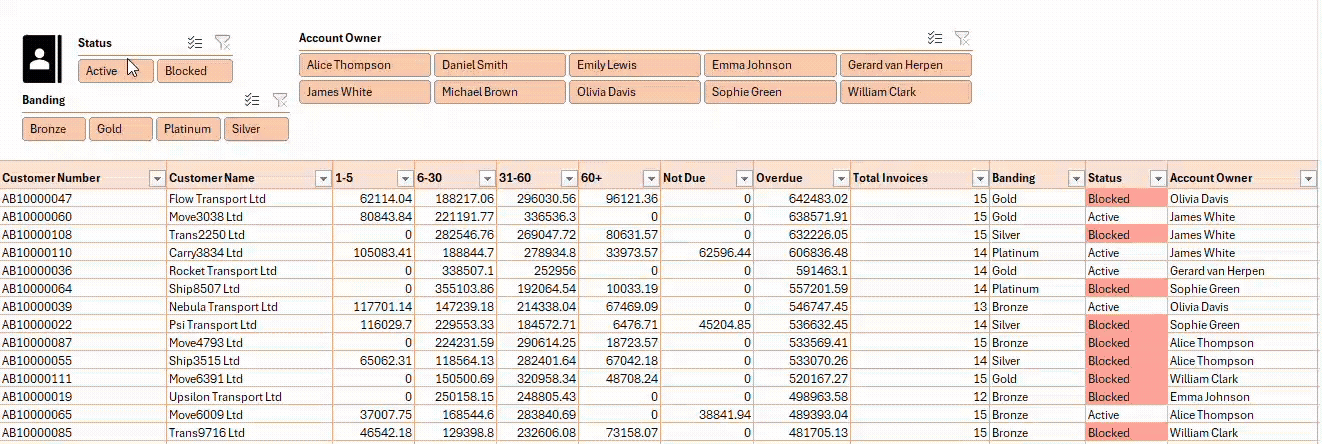 Status
Active Blocked
Banding
Bronze Gold Platinum Silver
Account Owner
Alice Thompson Daniel Smith Emily Lewis Emma Johnson Gerard van Herpen
James White Michael Brown Olivia Davis Sophie Green William Clark
Customer Number Customer Name 1-5 6-30 31-60 60+ Not Due Overdue Total Invoices Banding Status Account Owner
AB10000047 Flow Transport Ltd 62114.04 188217.06 296030.56 96121.36 0 642483.02 15 Gold Blocked Olivia Davis
AB10000060 Move3038 Ltd 80843.84 221191.77 336536.3 0 0 638571.91 15 Gold Active James White
AB10000108 Trans2250 Ltd 0 282546.76 269047.72 80631.57 0 632226.05 15 Silver Blocked James White
AB10000110 Carry3834 Ltd 105083.41 188844.7 278934.8 33973.57 62596.44 606836.48 14 Platinum Active James White
AB10000036 Rocket Transport Ltd 0 338507.1 252956 0 0 591463.1 14 Gold Active Gerard van Herpen
AB10000064 Ship8507 Ltd 0 355103.86 192064.54 10033.19 0 557201.59 14 Platinum Blocked Sophie Green
AB10000039 Nebula Transport Ltd 117701.14 147239.18 214338.04 67469.09 0 546747.45 13 Bronze Active Olivia Davis
AB10000022 Psi Transport Ltd 116029.7 229553.33 184572.71 6476.71 45204.85 536632.45 14 Silver Blocked Sophie Green
AB10000087 Move4793 Ltd 0 224231.59 290614.25 18723.57 0 533569.41 15 Bronze Blocked Alice Thompson
AB10000055 Ship3515 Ltd 65062.31 118564.13 282401.64 67042.18 0 533070.26 14 Silver Blocked Alice Thompson
AB10000111 Move6391 Ltd 0 150500.69 320958.34 48708.24 0 520167.27 15 Gold Blocked William Clark
AB10000019 Upsilon Transport Ltd 0 250158.15 248805.43 0 0 498963.58 12 Bronze Blocked Emma Johnson
AB10000065 Move6009 Ltd 37007.75 168544.6 283840.69 0 38841.94 489393.04 15 Bronze Active Alice Thompson
AB10000085 Trans9716 Ltd 46542.18 129398.8 232606.08 73158.07 0 481705.13 15 Bronze Blocked William Clark